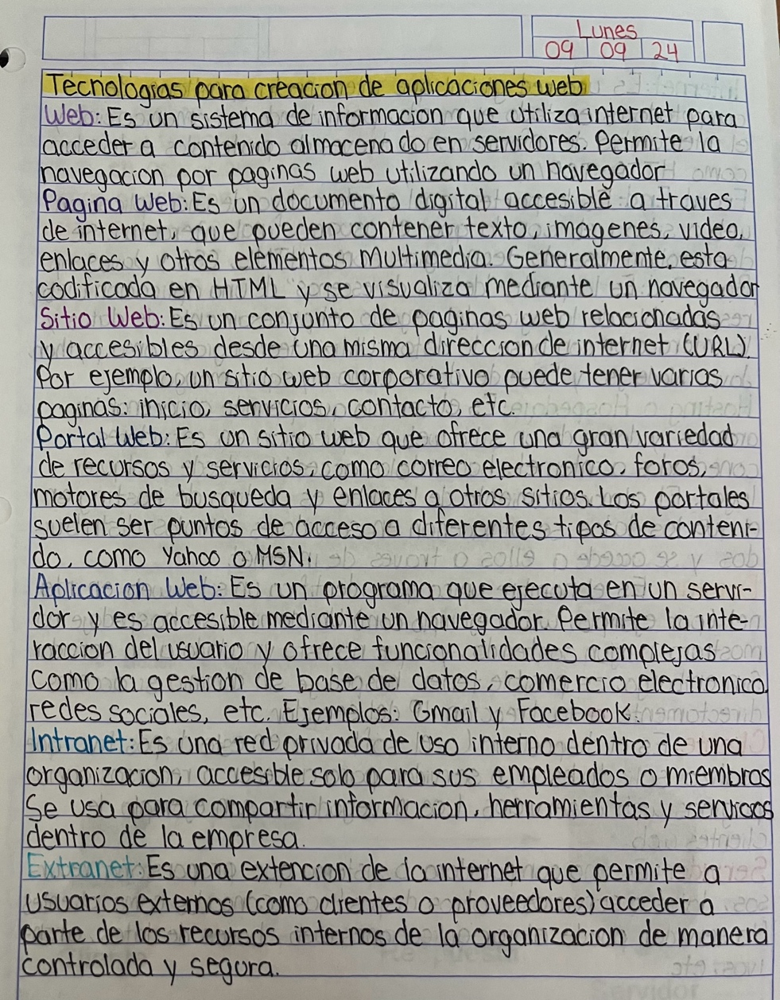 Lunes
09 09 24
Tecnologias para creacion de aplicaciones web
Web: Es un sistema de informacion que utiliza internet para
acceder a contenido almacenado en servidores. Permite la
navegacion por paginas web utilizando un navegador
Pagina Web: Es un documento digital accesible a traves
de internet, que pueden contener texto, imagenes, video,
enlaces y otros elementos multimedia. Generalmente, esta
codificada en HTML y se visualiza mediante un navegador
Sitio Web: Es un conjunto de paginas web relacionadas
y accesibles desde una misma direccion de internet (URL).
Por ejemplo, un sitio web corporativo puede tener varias
paginas: inicio, servicios, contacto, etc.
Portal Web: Es un sitio web que ofrece una gran variedad
de recursos y servicios, como correo electronico, foros,
motores de busqueda y enlaces a otros sitios. Los portales
suelen ser puntos de acceso a diferentes tipos de conteni-
do, como Yahoo o MSN.
Aplicacion Web: Es un programa que ejecuta en un servi-
dor y es accesible mediante un navegador. Permite la inte-
raccion del usuario y ofrece funcionalidades complejas
como la gestion de base de datos, comercio electronico,
redes sociales, etc. Ejemplos: Gmail y Facebook.
Intranet: Es una red privada de uso interno dentro de una
organizacion, accesible solo para sus empleados o miembros
Se usa para compartir informacion, herramientas y servicios
dentro de la empresa.
Extranet: Es una extencion de la internet que permite a
usuarios externos (como clientes o proveedores) acceder a
parte de los recursos internos de la organizacion de manera
controlada y segura.